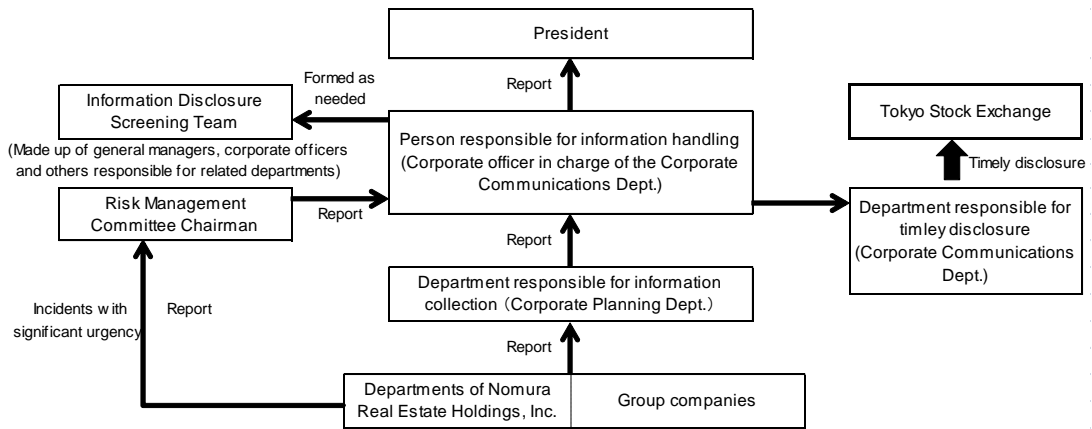 President
Report
Formed as
needed
Information Disclosure
Screening Team
(Made up of general managers, corporate officers
and others responsible for related departments)
Person responsible for information handling
(Corporate officer in charge of the Corporate
Communications Dept.)
Tokyo Stock Exchange
Timely disclosure
Risk Management
Committee Chairman
Report
Department responsible for
timley disclosure
(Corporate Communications
Dept.)
Report
Department responsible for information
collection (Corporate Planning Dept.)
Incidents with
significant urgency
Report
Report
Departments of Nomura
Real Estate Holdings, Inc.
Group companies